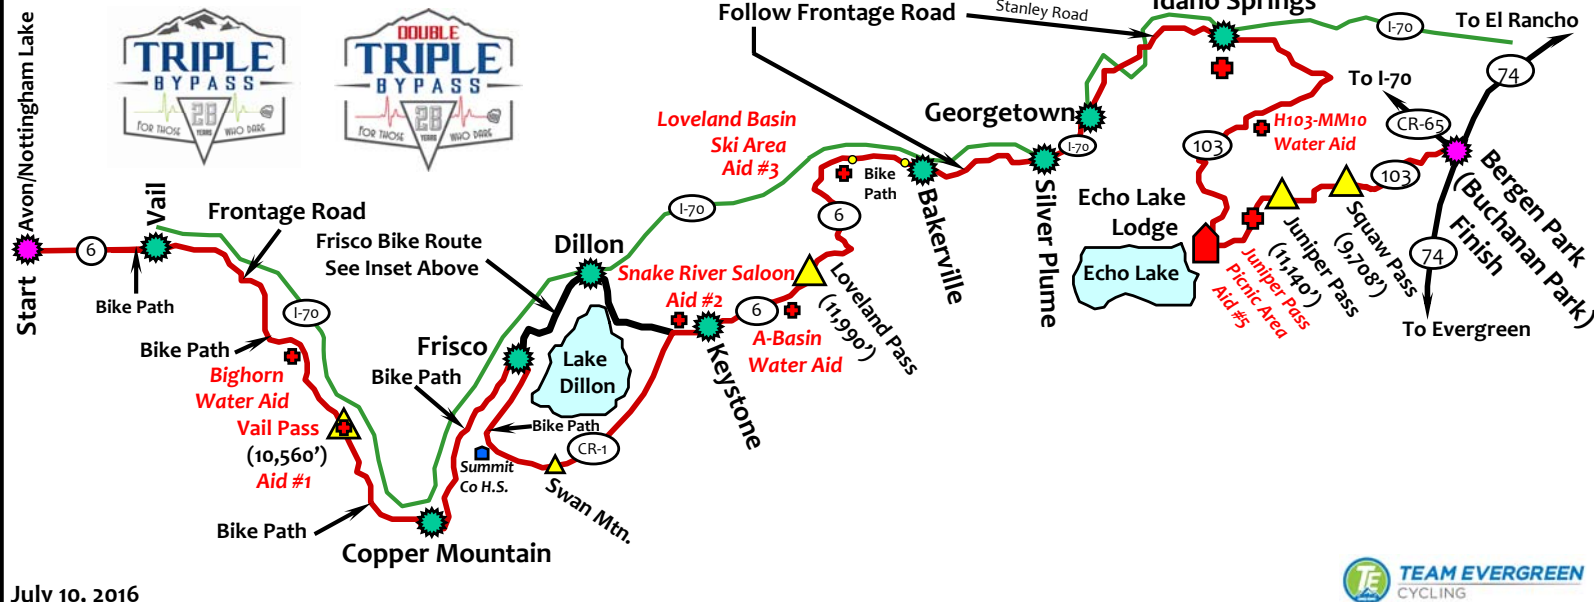 Start
Avon/Nottingham Lake
TRIPLE
BYPASS
28
YEARS
FOR THOSE
WHO DARE
DOUBLE
TRIPLE
BYPASS
28
YEARS
FOR THOSE
WHO DARE
Follow Frontage Road
Stanley Road
Idaho Springs
I-70
To El Rancho
74
To I-70
CR-65
Georgetown
I-70
H103-MM10
Water Aid
103
103
Loveland Basin
Ski Area
Aid #3
Bike
Path
Bakerville
Silver Plume
Echo Lake
Lodge
Echo Lake
Juniper Pass
Picnic Area
Aid #5
Juniper Pass
(11,140')
Squaw Pass
(9,708')
Bergen Park
(Buchanan Park)
Finish
74
To Evergreen
Vail
6
Bike Path
Frontage Road
I-70
Frisco Bike Route
See Inset Above
Dillon
I-70
6
Snake River Saloon
Aid #2
Loveland Pass
(11,990')
6
A-Basin
Water Aid
Keystone
Bike Path
Bighorn
Water Aid
Vail Pass
(10,560')
Aid #1
Frisco
Bike Path
Lake
Dillon
Bike Path
CR-1
Summit
Co H.S.
Swan Mtn.
Bike Path
Copper Mountain
July 10, 2016
TE
TEAM EVERGREEN
CYCLING